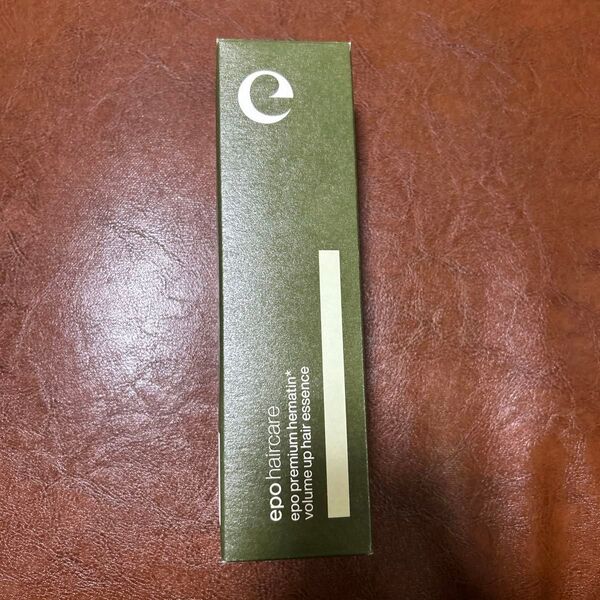 e
epo haircare
epo premium hematin*
volume up hair essence